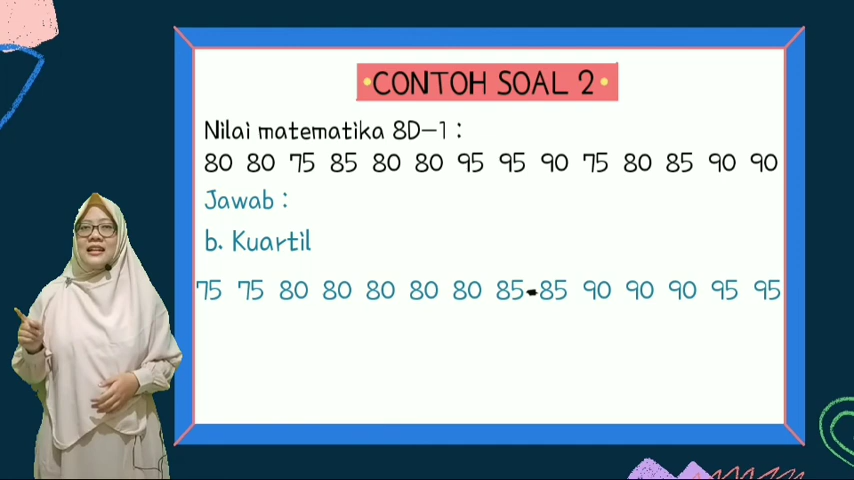 CONTOH SOAL 2
Nilai matematika 8D-1 :
80 80 75 85 80 80 95 95 90 75 80 85 90 90
Jawab :
b. Kuartil
75 75 80 80 80 80 80 85-85 90 90 90 95 95